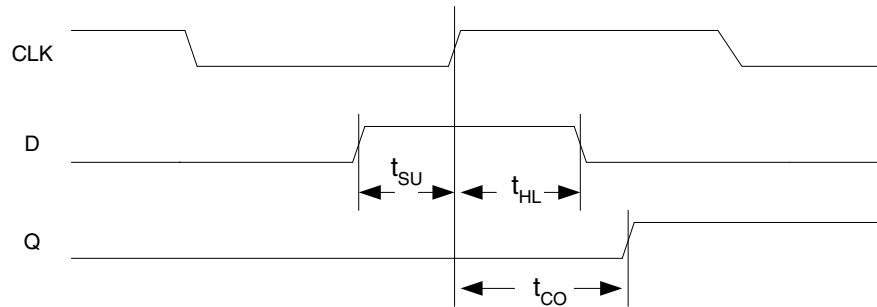 CLK
D
t_SU
t_HL
Q
t_CO